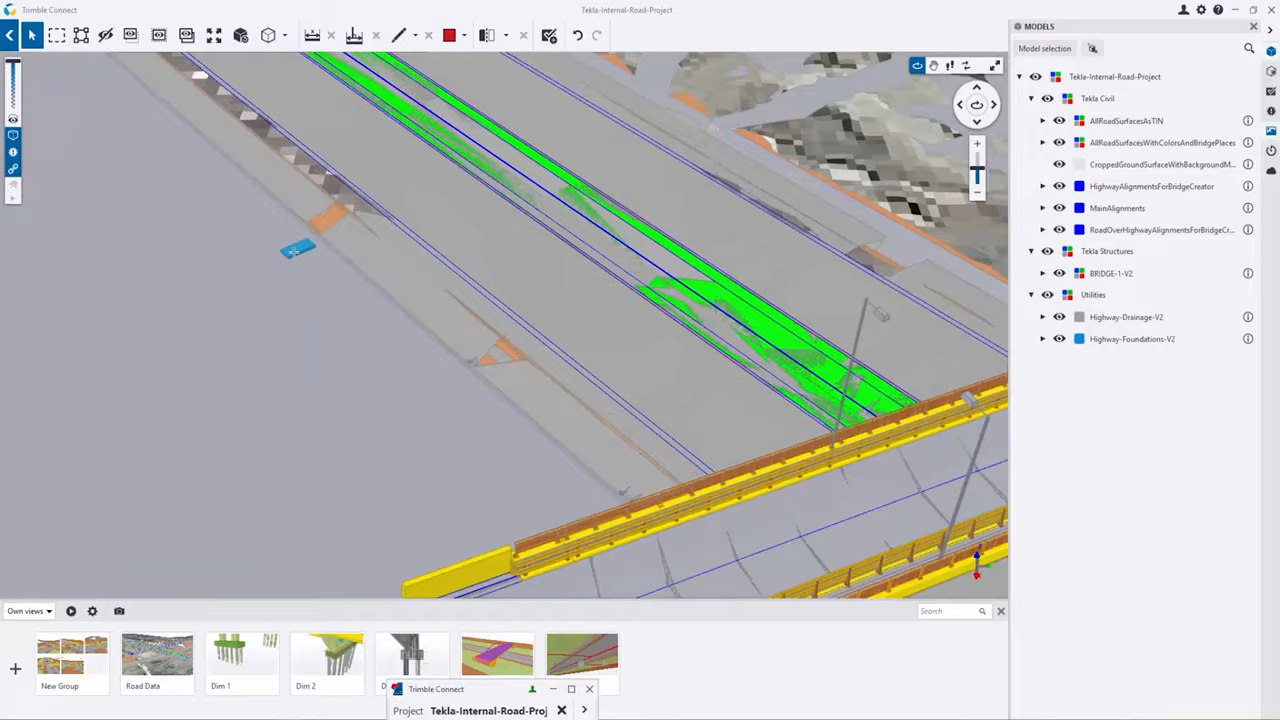 Trimble Connect
Tekla-Internal-Road-Project
MODELS
Model selection
Tekla-Internal-Road-Project
Tekla Civil
AllRoadSurfacesAsTIN
AllRoadSurfacesWithColorsAndBridgePlaces
CroppedGroundSurfaceWithBackgroundM...
HighwayAlignmentsForBridgeCreator
MainAlignments
RoadOverHighwayAlignmentsForBridgeCr...
Tekla Structures
BRIDGE-1-V2
Utilities
Highway-Drainage-V2
Highway-Foundations-V2
Own views
Search
New Group
Road Data
Dim 1
Dim 2
D
Trimble Connect
Project Tekla-Internal-Road-Proj